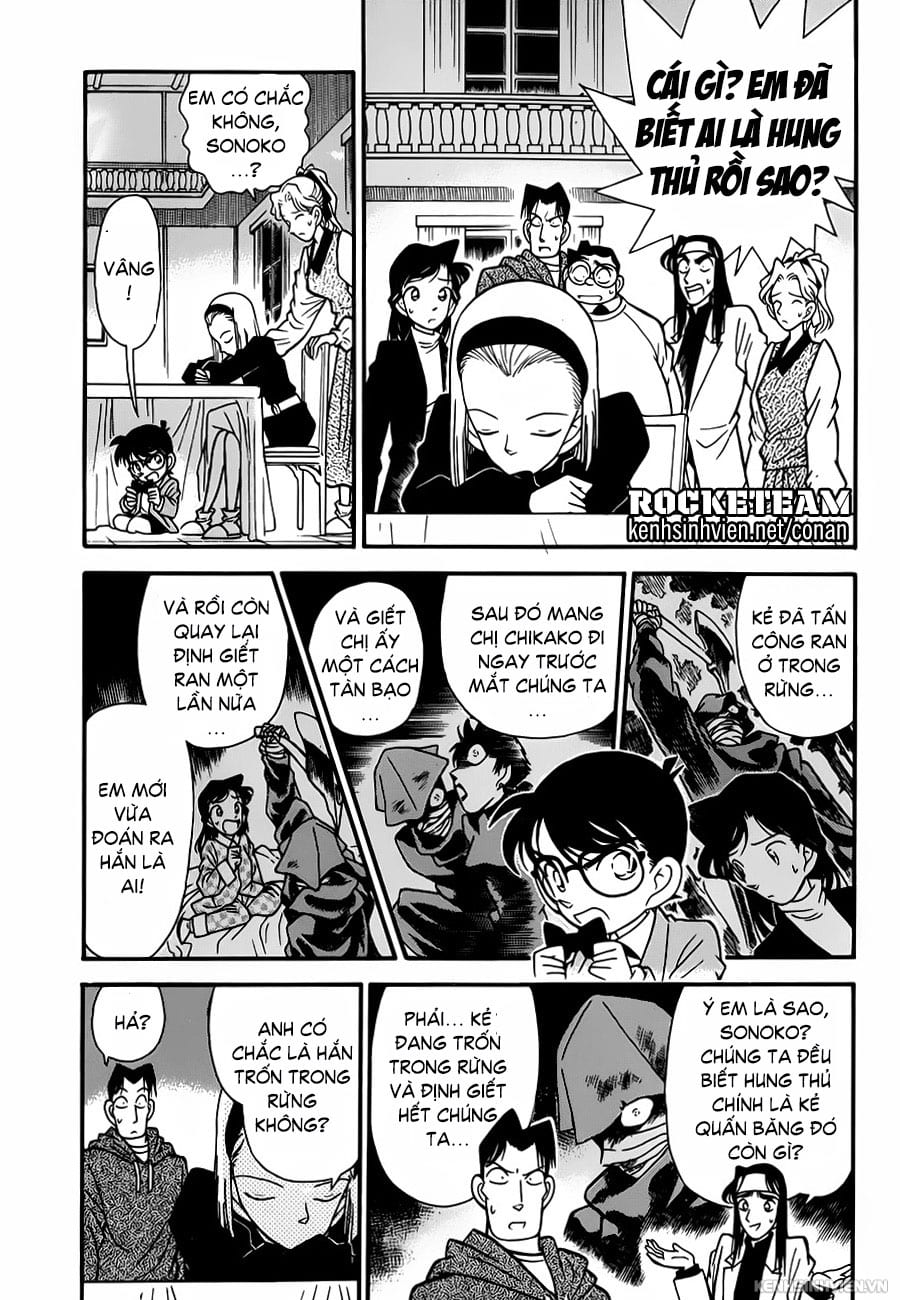 CÁI GÌ? EM ĐÃ
BIẾT AI LÀ HUNG
THỦ RỒI SAO?
EM CÓ CHẮC
KHÔNG,
SONOKO
...?
VÂNG
!
ROCKETEAM
kenhsinhvien.net/conan
KẺ ĐÃ TẤN
CÔNG RAN
Ở TRONG
RỪNG...
SAU ĐÓ MANG
CHỊ CHIKAKO ĐI
NGAY TRƯỚC
MẮT CHÚNG TA
...
VÀ GIẾT
CHỊ ẤY
MỘT CÁCH
TÀN BẠO
...
VÀ RỒI CÒN
QUAY LẠI
ĐỊNH GIẾT
RAN MỘT
LẦN NỮA
...
EM MỚI
VỪA
ĐOÁN RA
HẮN LÀ
AI!
Ý EM LÀ SAO,
SONOKO?
CHÚNG TA ĐỀU
BIẾT HUNG THỦ
CHÍNH LÀ KẺ
QUẤN BĂNG ĐÓ
CÒN GÌ?
PHẢI... KẺ
ĐANG TRỐN
TRONG RỪNG
VÀ ĐỊNH GIẾT
HẾT CHÚNG
TA...
ANH CÓ
CHẮC LÀ HẮN
TRỐN TRONG
RỪNG
KHÔNG?
HẢ?
KENHSINHVIEN.VN